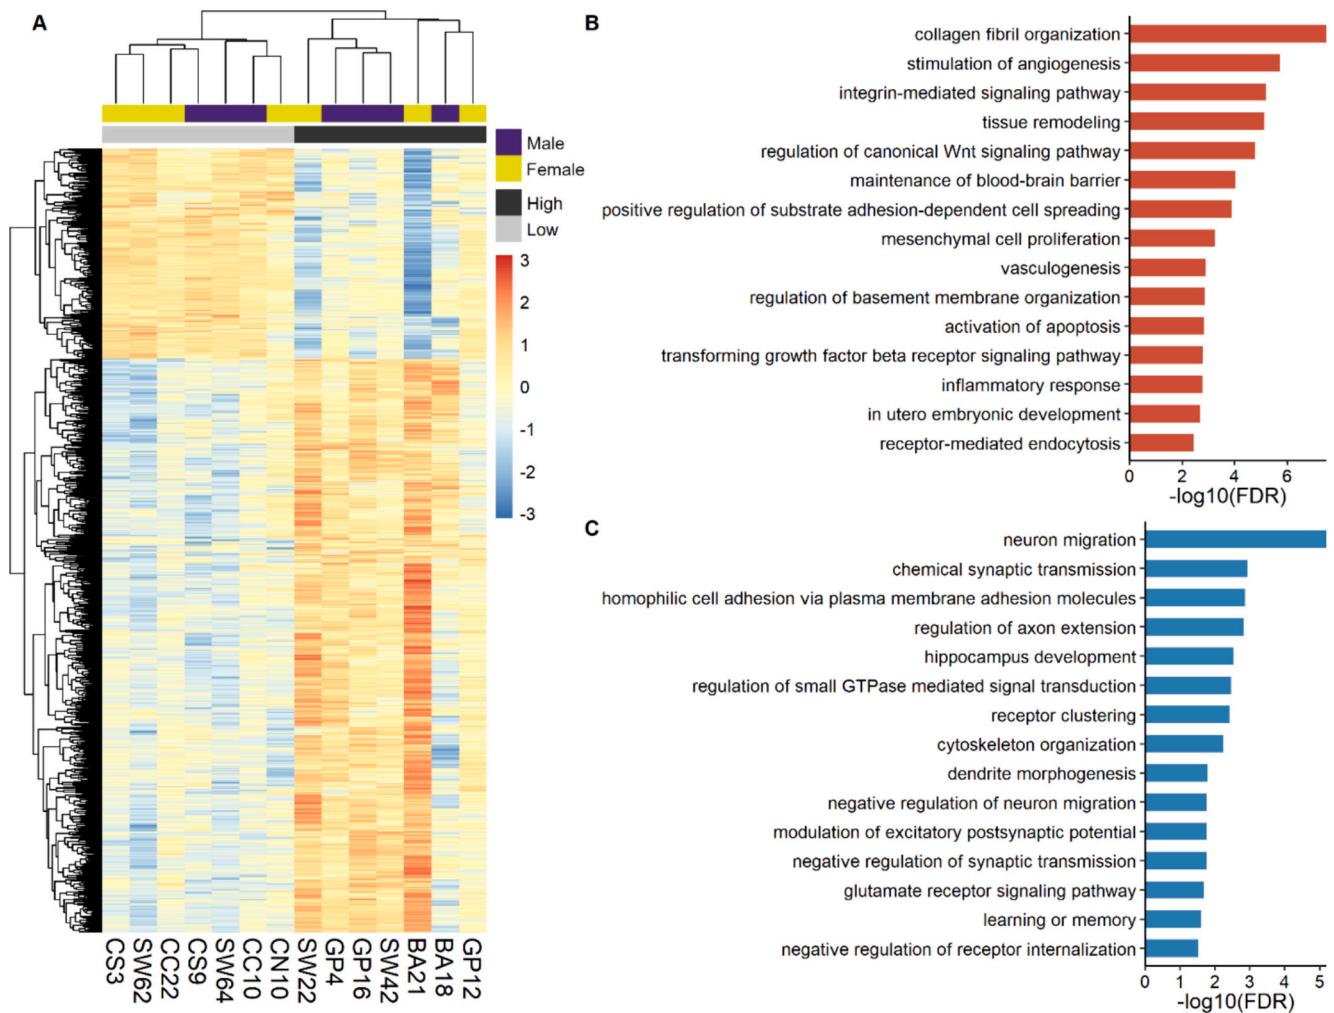 A
Male
Female
High
Low
3
2
1
0
-1
-2
-3
CS3
SW62
CC22
CS9
SW64
CC10
CN10
SW22
GP4
GP16
SW42
BA21
BA18
GP12
B
collagen fibril organization
stimulation of angiogenesis
integrin-mediated signaling pathway
tissue remodeling
regulation of canonical Wnt signaling pathway
maintenance of blood-brain barrier
positive regulation of substrate adhesion-dependent cell spreading
mesenchymal cell proliferation
vasculogenesis
regulation of basement membrane organization
activation of apoptosis
transforming growth factor beta receptor signaling pathway
inflammatory response
in utero embryonic development
receptor-mediated endocytosis
0 2 4 6
-log10(FDR)
C
neuron migration
chemical synaptic transmission
homophilic cell adhesion via plasma membrane adhesion molecules
regulation of axon extension
hippocampus development
regulation of small GTPase mediated signal transduction
receptor clustering
cytoskeleton organization
dendrite morphogenesis
negative regulation of neuron migration
modulation of excitatory postsynaptic potential
negative regulation of synaptic transmission
glutamate receptor signaling pathway
learning or memory
negative regulation of receptor internalization
0 1 2 3 4 5
-log10(FDR)